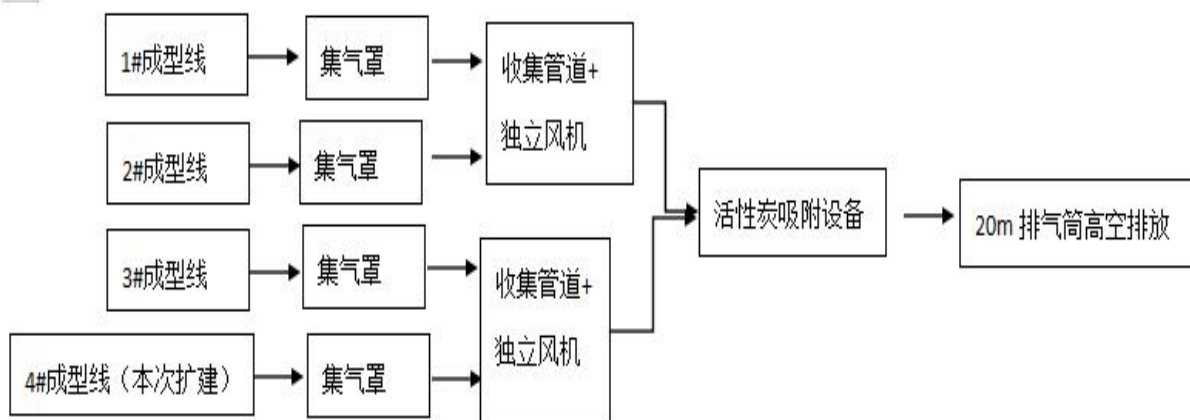 1#成型线
集气罩
收集管道+
独立风机
2#成型线
集气罩
活性炭吸附设备
20m 排气筒高空排放
3#成型线
集气罩
收集管道+
独立风机
4#成型线（本次扩建）
集气罩